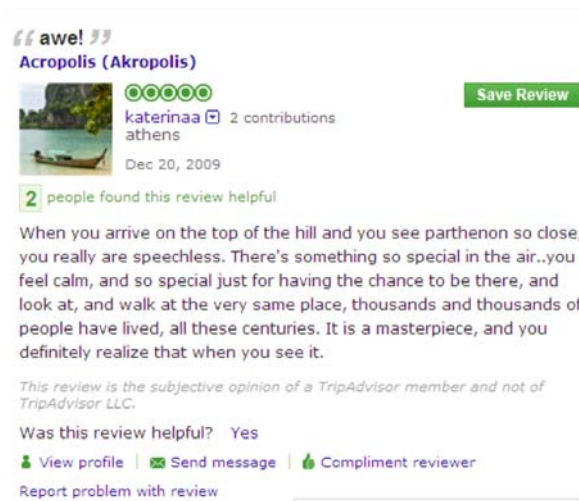 “ awe! ”
Acropolis (Akropolis)
Save Review
katerinaa 2 contributions
athens
Dec 20, 2009
2 people found this review helpful
When you arrive on the top of the hill and you see parthenon so close,
you really are speechless. There's something so special in the air..you
feel calm, and so special just for having the chance to be there, and
look at, and walk at the very same place, thousands and thousands of
people have lived, all these centuries. It is a masterpiece, and you
definitely realize that when you see it.
This review is the subjective opinion of a TripAdvisor member and not of
TripAdvisor LLC.
Was this review helpful? Yes
View profile | Send message | Compliment reviewer
Report problem with review